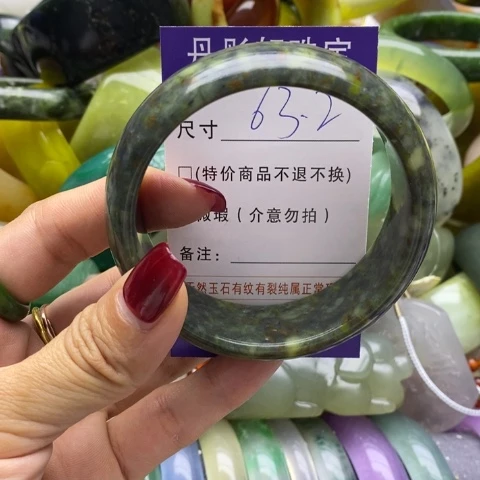 尺寸 63.2
□(特价商品不退不换)
瑕（介意勿拍）
备注：
然玉石有纹有裂纯属正常